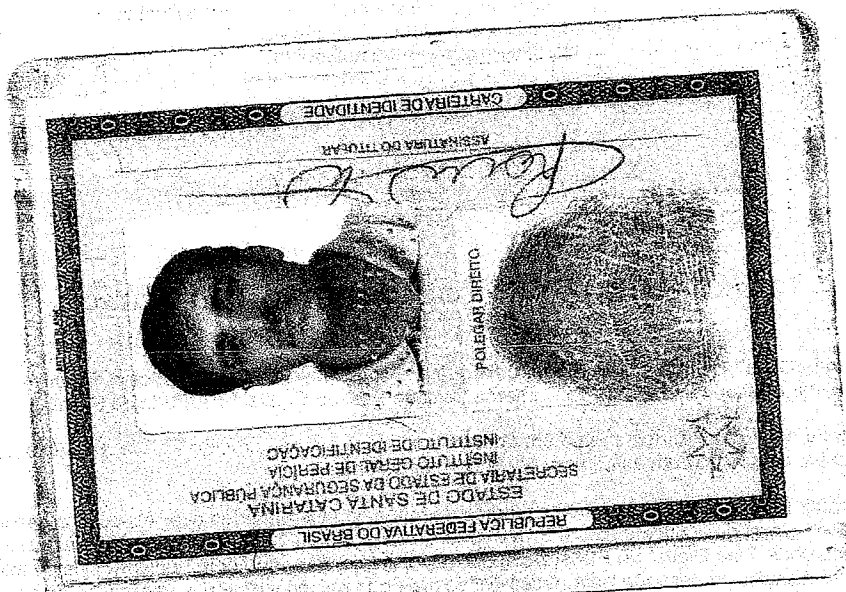 REPÚBLICA FEDERATIVA DO BRASIL
ESTADO DE SANTA CATARINA
SECRETARIA DE ESTADO DA SEGURANÇA PÚBLICA
INSTITUTO GERAL DE PERÍCIA
INSTITUTO DE IDENTIFICAÇÃO
POLEGAR DIREITO
ASSINATURA DO TITULAR
CARTEIRA DE IDENTIDADE